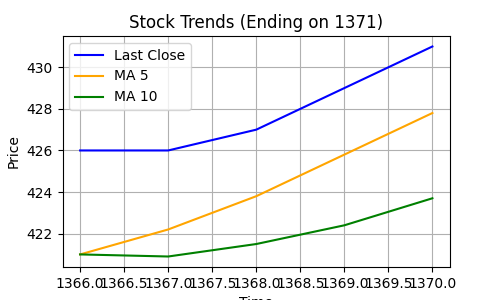 Stock Trends (Ending on 1371)
Last Close
MA 5
MA 10
Price
430
428
426
424
422
1366.0 1366.5 1367.0 1367.5 1368.0 1368.5 1369.0 1369.5 1370.0
Time